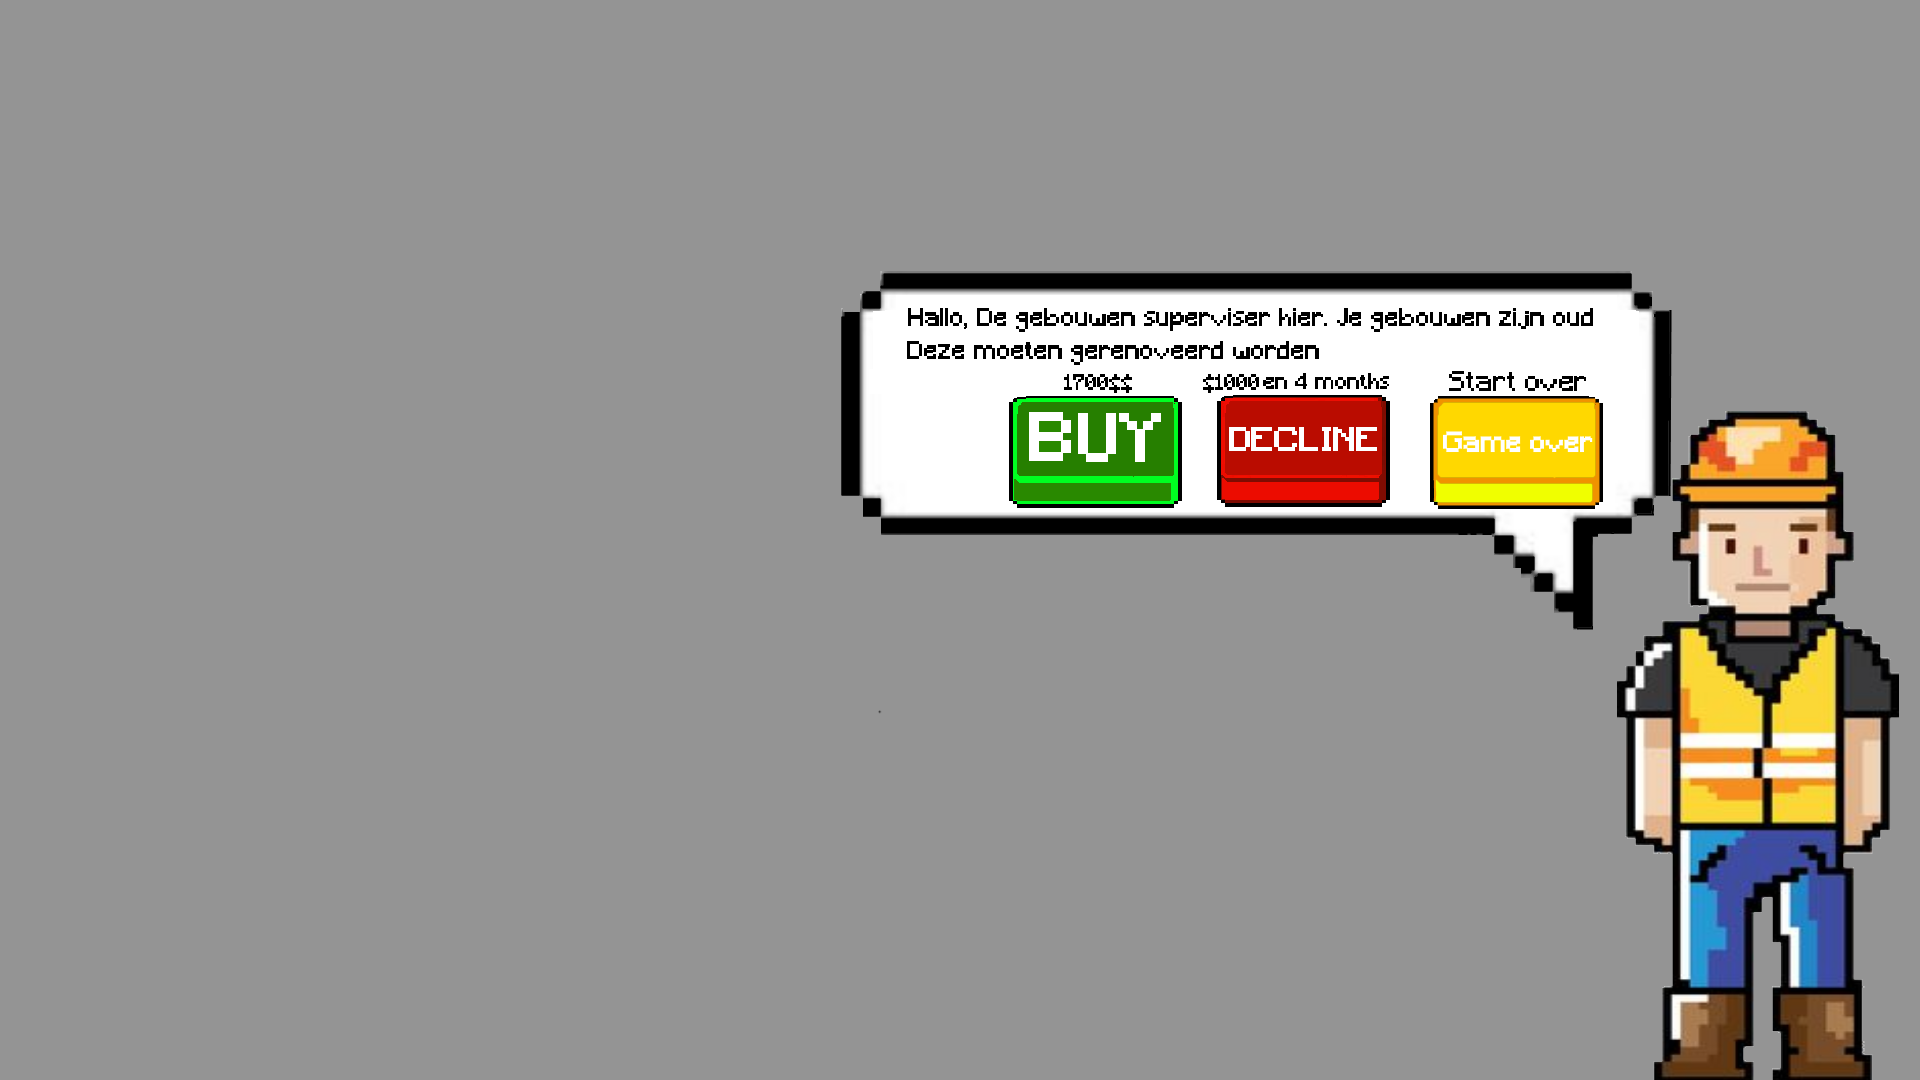 Hallo, De gebouwen superviser hier. Je gebouwen zijn oud
Deze moeten gerenoveerd worden
1700$$
$1000 en 4 months
Start over
BUY
DECLINE
Game over